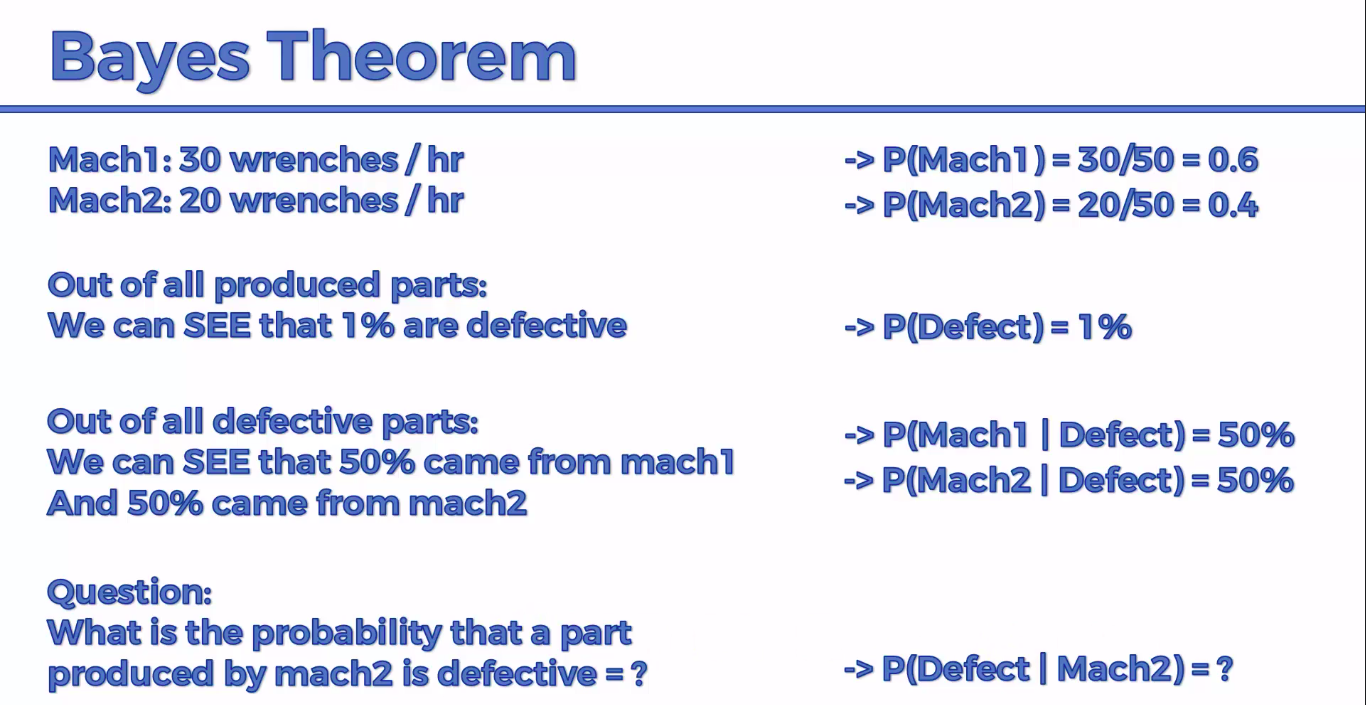 Bayes Theorem
Mach1: 30 wrenches / hr
Mach2: 20 wrenches / hr
-> P(Mach1) = 30/50 = 0.6
-> P(Mach2) = 20/50 = 0.4
Out of all produced parts:
We can SEE that 1% are defective
-> P(Defect) = 1%
Out of all defective parts:
We can SEE that 50% came from mach1
And 50% came from mach2
-> P(Mach1 | Defect) = 50%
-> P(Mach2 | Defect) = 50%
Question:
What is the probability that a part
produced by mach2 is defective = ?
-> P(Defect | Mach2) = ?